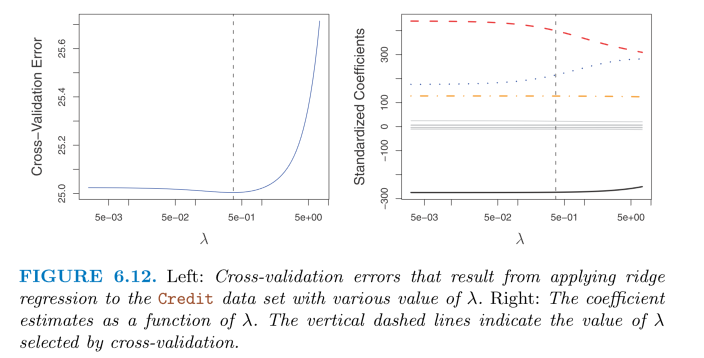 Cross−Validation Error
25.0 25.2 25.4 25.6
5e−03 5e−02 5e−01 5e+00
λ
Standardized Coefficients
−300 −100 0 100 300
5e−03 5e−02 5e−01 5e+00
λ
FIGURE 6.12. Left: Cross-validation errors that result from applying ridge
regression to the Credit data set with various value of λ. Right: The coefficient
estimates as a function of λ. The vertical dashed lines indicate the value of λ
selected by cross-validation.